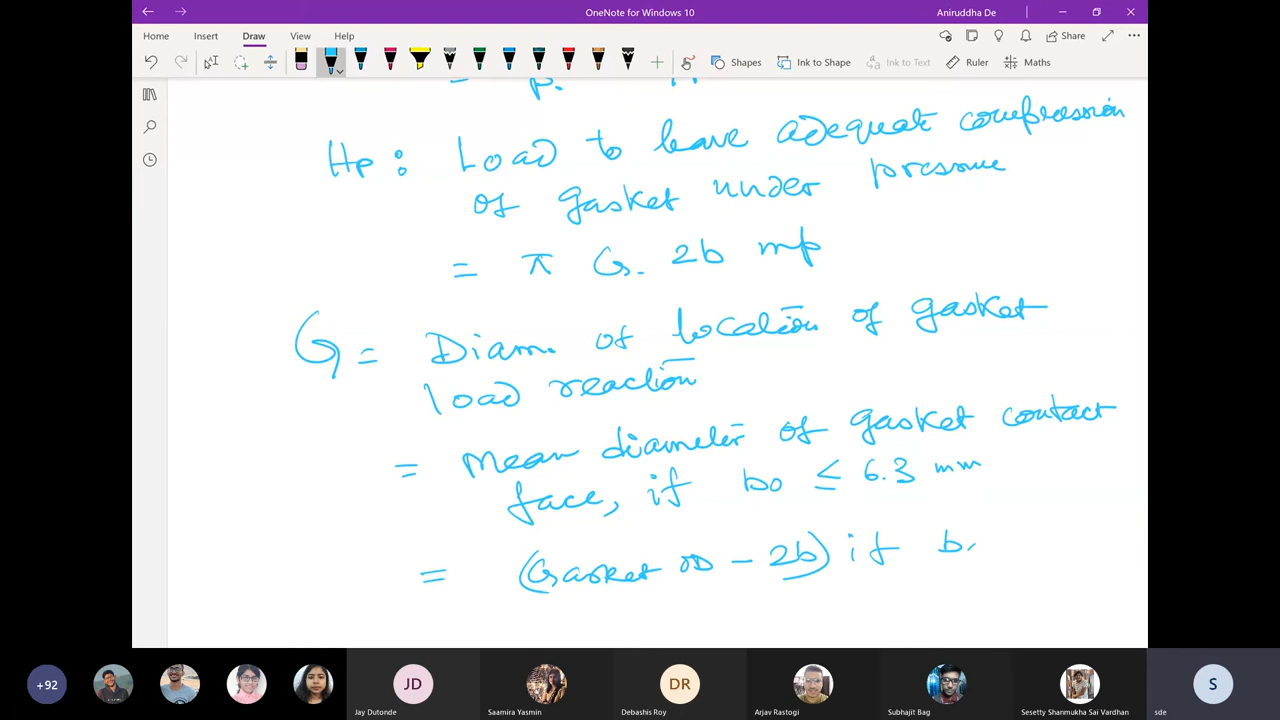 OneNote for Windows 10
Aniruddha De
Home Insert Draw View Help
Share
Shapes Ink to Shape Ink to Text Ruler Maths
Hp : Load to leave adequate compression
of gasket under pressure
= π G. 2b mp
G = Diam. of location of gasket
load reaction
= Mean diameter of gasket contact
face, if bo ≤ 6.3 mm
= (Gasket OD - 2b) if b
+92
JD
DR
S
Jay Dutonde Saamira Yasmin Debashis Roy Arjav Rastogi Subhajit Bag Sesetty Shanmukha Sai Vardhan sde